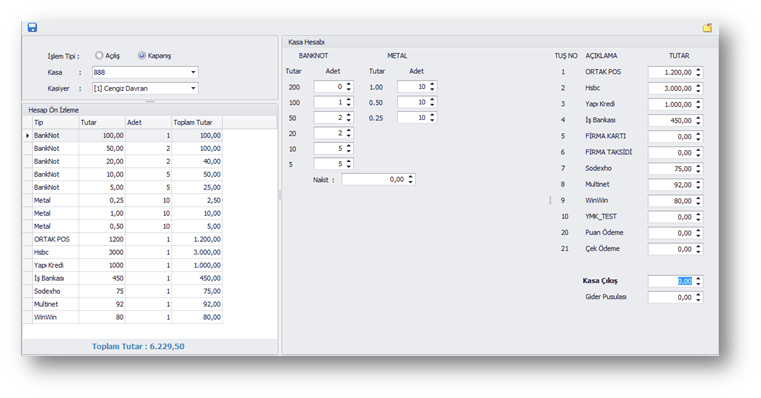 İşlem Tipi : Açılış Kapanış
Kasa : 888
Kasiyer : [1] Cengiz Davran
Hesap Ön İzleme
Tip Tutar Adet Toplam Tutar
BankNot 100,00 1 100,00
BankNot 50,00 2 100,00
BankNot 20,00 2 40,00
BankNot 10,00 5 50,00
BankNot 5,00 5 25,00
Metal 0,25 10 2,50
Metal 1,00 10 10,00
Metal 0,50 10 5,00
ORTAK POS 1200 1 1.200,00
Hsbc 3000 1 3.000,00
Yapı Kredi 1000 1 1.000,00
İş Bankası 450 1 450,00
Sodexho 75 1 75,00
Multinet 92 1 92,00
WinWin 80 1 80,00
Toplam Tutar : 6.229,50
Kasa Hesabı
BANKNOT METAL
Tutar Adet Tutar Adet
200 0 1.00 10
100 1 0.50 10
50 2 0.25 10
20 2
10 5
5 5
Nakit : 0,00
TUŞ NO AÇIKLAMA TUTAR
1 ORTAK POS 1.200,00
2 Hsbc 3.000,00
3 Yapı Kredi 1.000,00
4 İş Bankası 450,00
5 FİRMA KARTI 0,00
6 FİRMA TAKSİDİ 0,00
7 Sodexho 75,00
8 Multinet 92,00
9 WinWin 80,00
10 YMK_TEST 0,00
20 Puan Ödeme 0,00
21 Çek Ödeme 0,00
Kasa Çıkış 0,00
Gider Pusulası 0,00